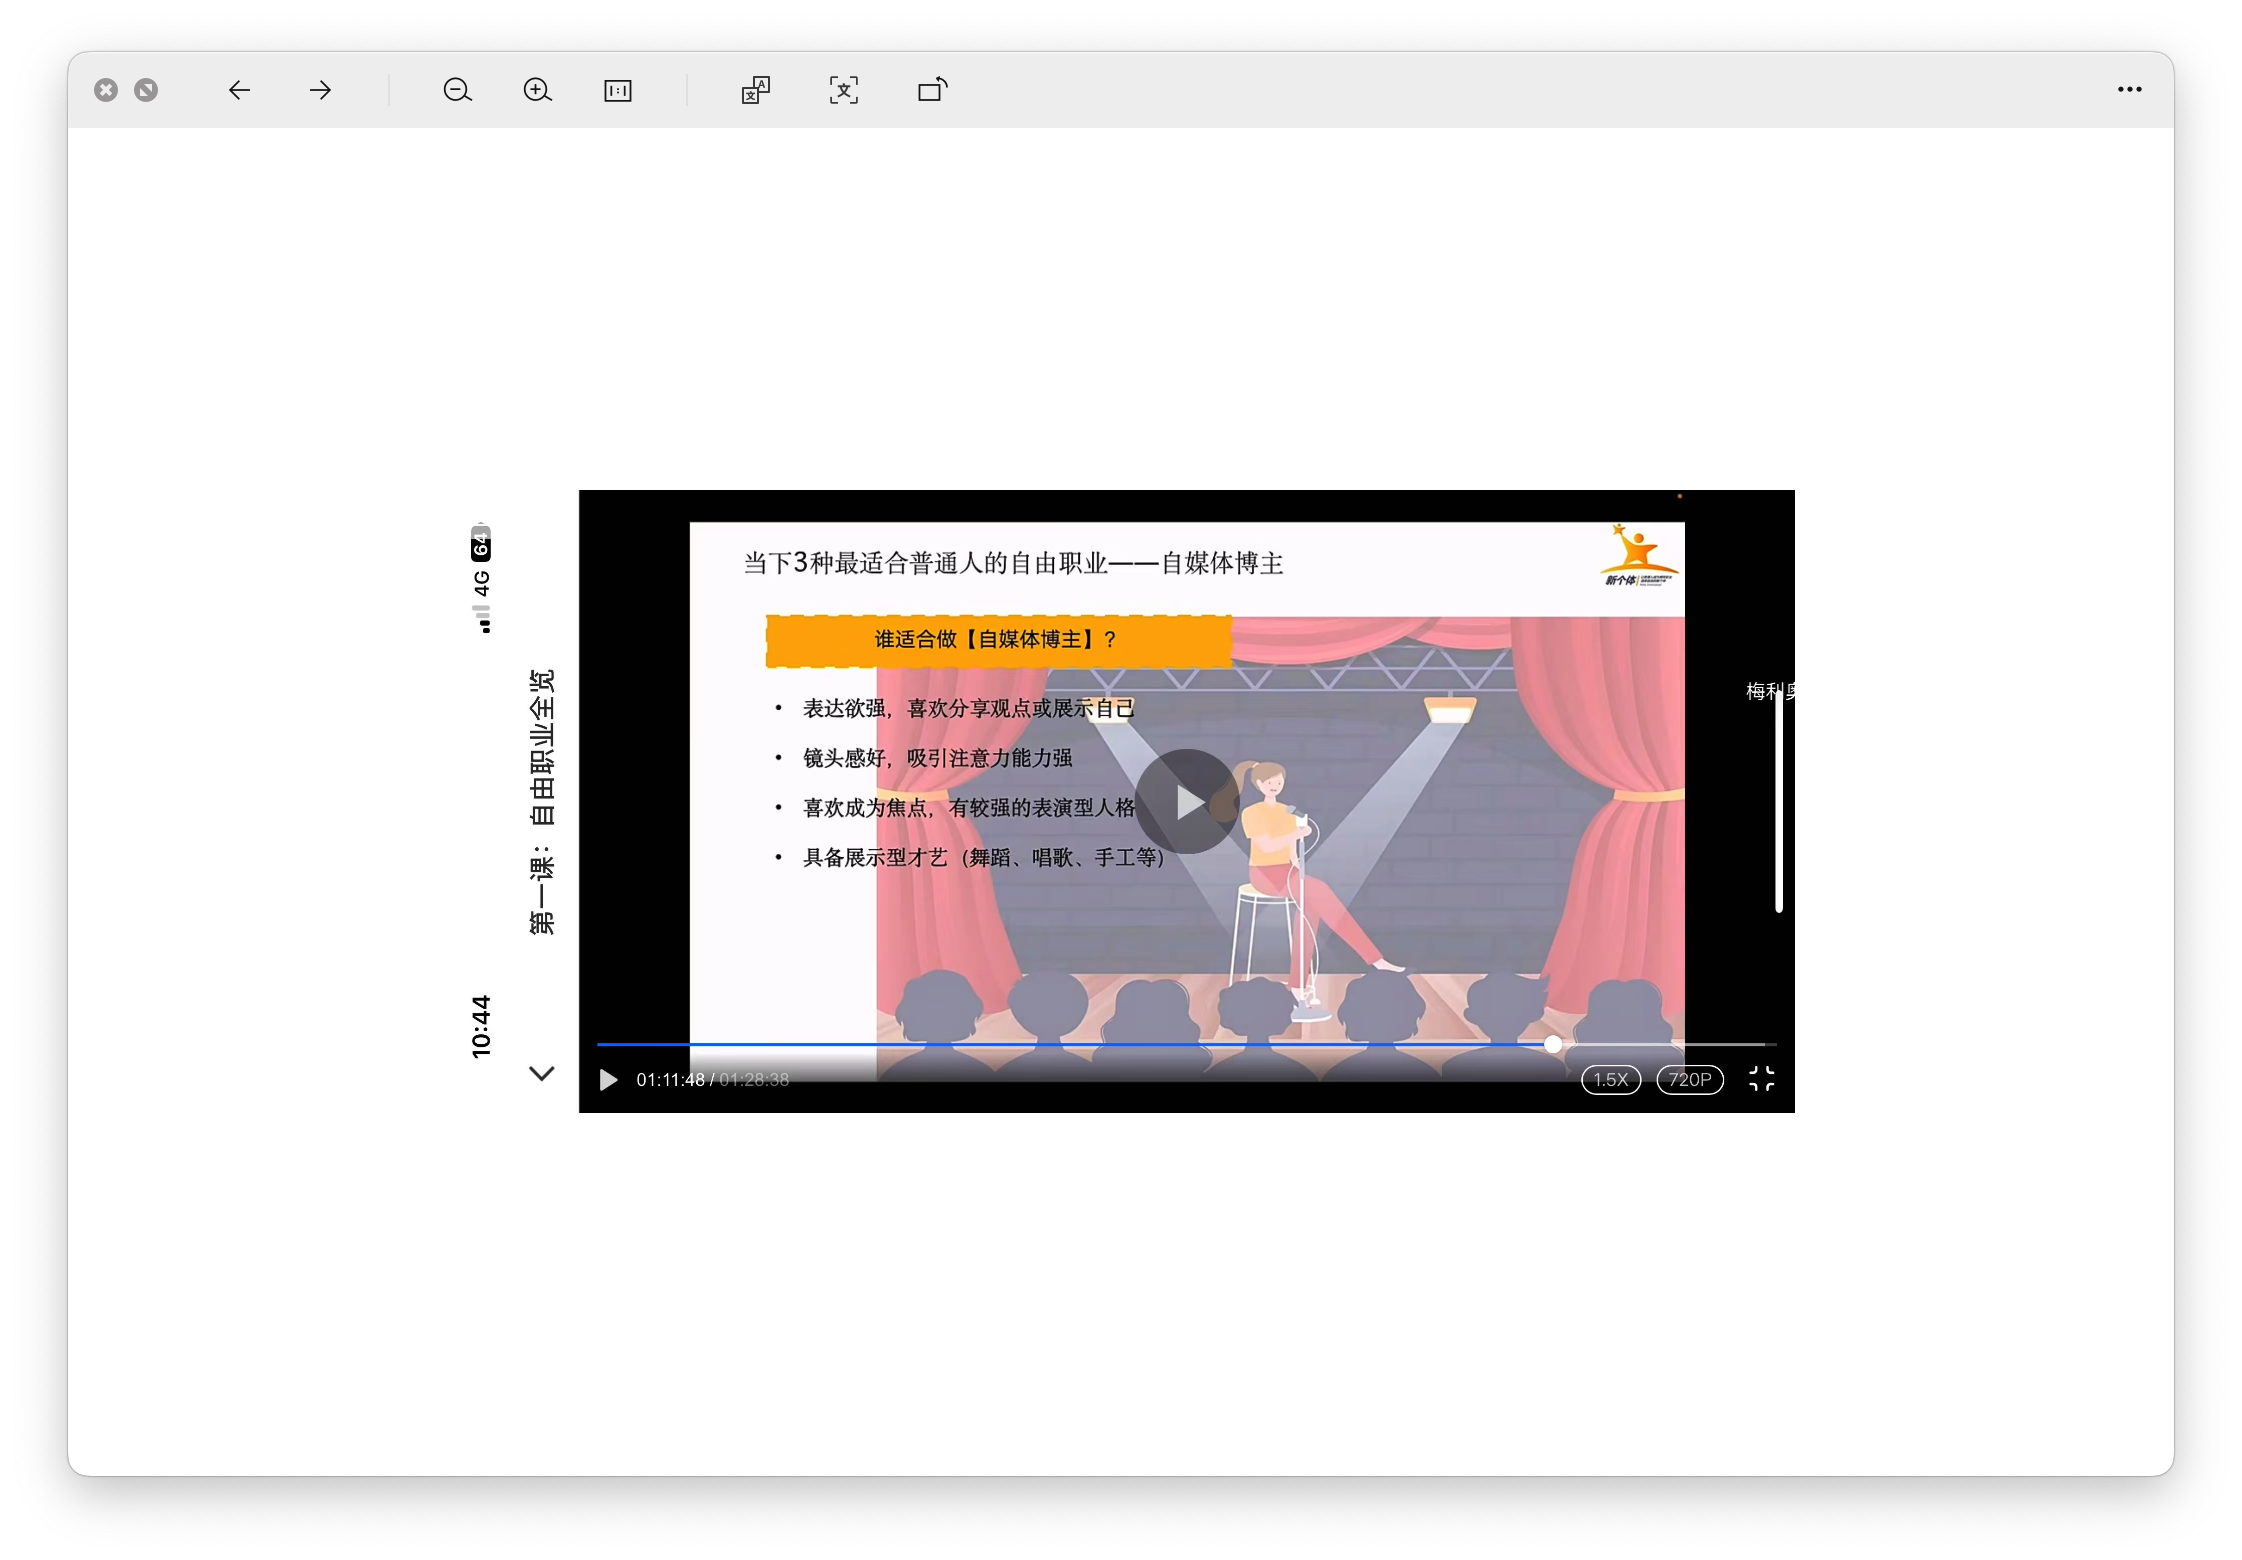 10:44
4G 64
第一课：自由职业全览
当下3种最适合普通人的自由职业——自媒体博主
新个体
谁适合做【自媒体博主】？
• 表达欲强，喜欢分享观点或展示自己
• 镜头感好，吸引注意力能力强
• 喜欢成为焦点，有较强的表演型人格
• 具备展示型才艺（舞蹈、唱歌、手工等）
梅利奥
01:11:48 / 01:28:38
1.5X
720P